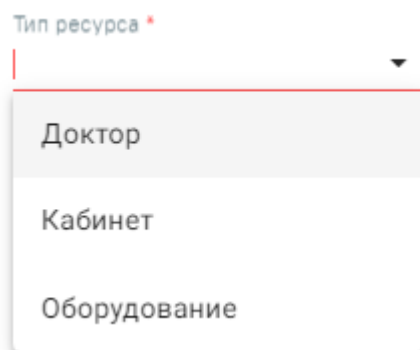 Тип ресурса *
Доктор
Кабинет
Оборудование